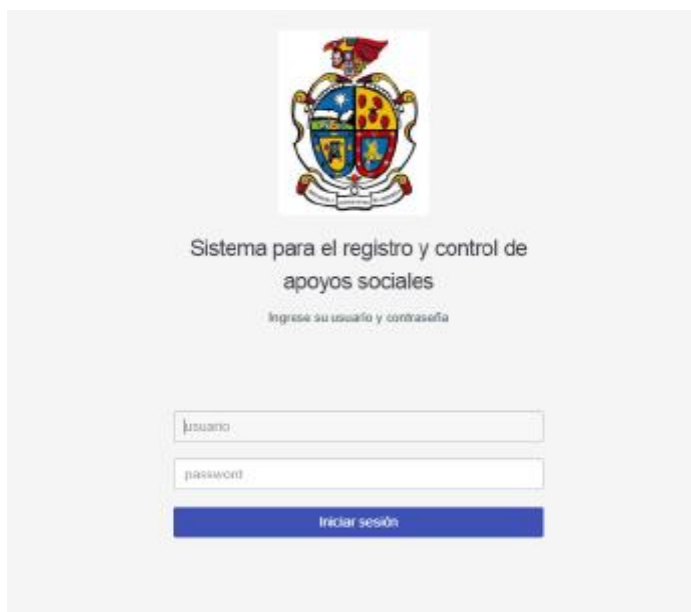 Sistema para el registro y control de
apoyos sociales
Ingrese su usuario y contraseña
usuario
password
Iniciar sesión